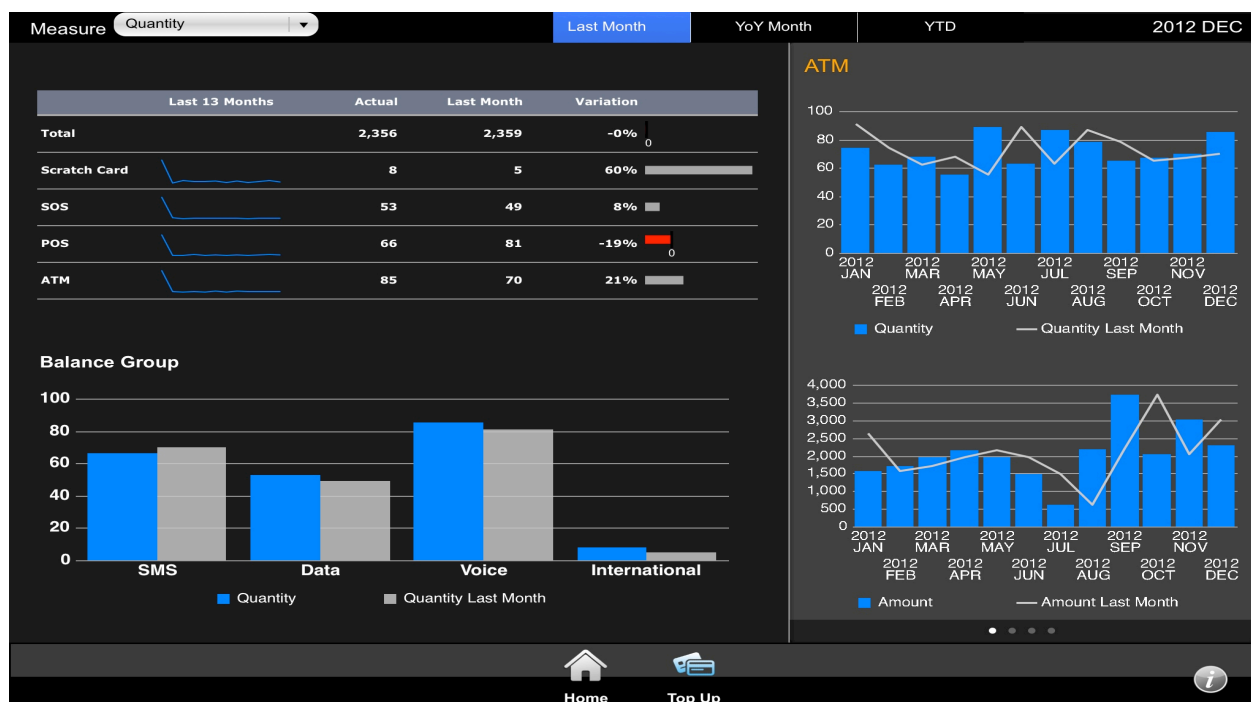 Measure Quantity Last Month YoY Month YTD 2012 DEC
Last 13 Months Actual Last Month Variation
Total 2,356 2,359 -0%
0
Scratch Card 8 5 60%
SOS 53 49 8%
POS 66 81 -19%
0
ATM 85 70 21%
Balance Group
100
80
60
40
20
0
SMS Data Voice International
Quantity Quantity Last Month
ATM
100
80
60
40
20
0
2012 2012 2012 2012 2012 2012
JAN MAR MAY JUL SEP NOV
2012 2012 2012 2012 2012 2012
FEB APR JUN AUG OCT DEC
Quantity Quantity Last Month
4,000
3,500
3,000
2,500
2,000
1,500
1,000
500
0
2012 2012 2012 2012 2012 2012
JAN MAR MAY JUL SEP NOV
2012 2012 2012 2012 2012 2012
FEB APR JUN AUG OCT DEC
Amount Amount Last Month
Home Top Up
i